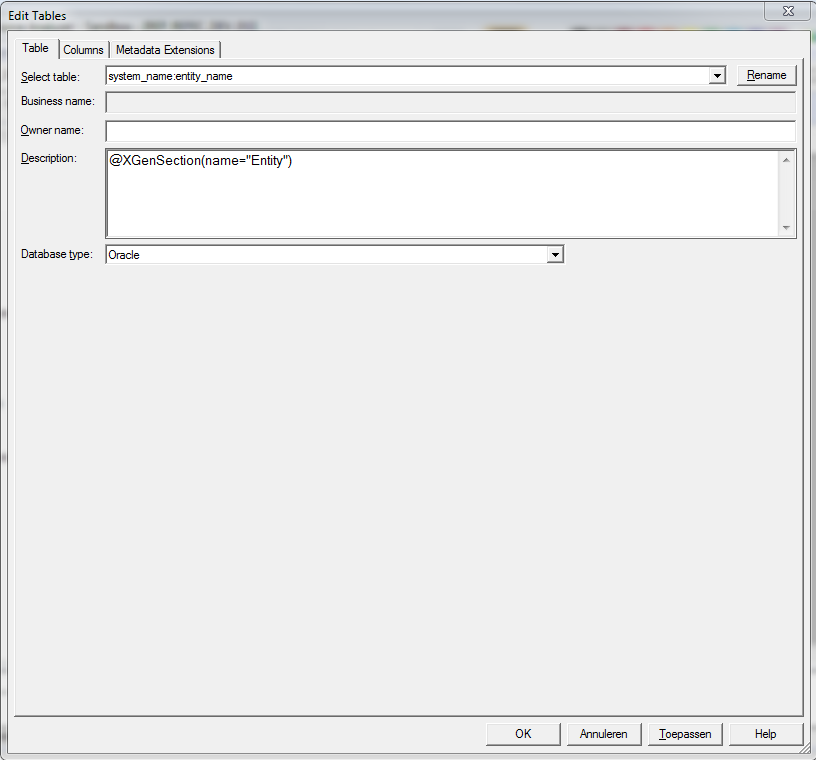 Edit Tables
Table Columns Metadata Extensions
Select table: system_name:entity_name Rename
Business name:
Owner name:
Description: @XGenSection(name="Entity")
Database type: Oracle
OK Annuleren Toepassen Help